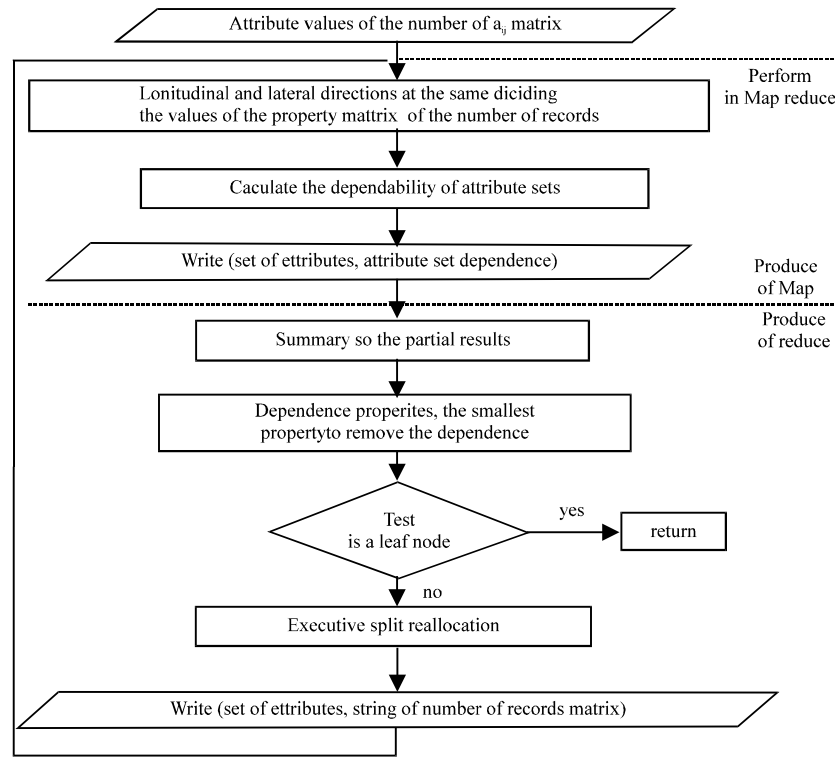 Attribute values of the number of aij matrix
Perform
in Map reduce
Lonitudinal and lateral directions at the same diciding
the values of the property mattrix of the number of records
Caculate the dependability of attribute sets
Write (set of ettributes, attribute set dependence)
Produce
of Map
Produce
of reduce
Summary so the partial results
Dependence properites, the smallest
propertyto remove the dependence
Test
is a leaf node
yes
return
no
Executive split reallocation
Write (set of ettributes, string of number of records matrix)